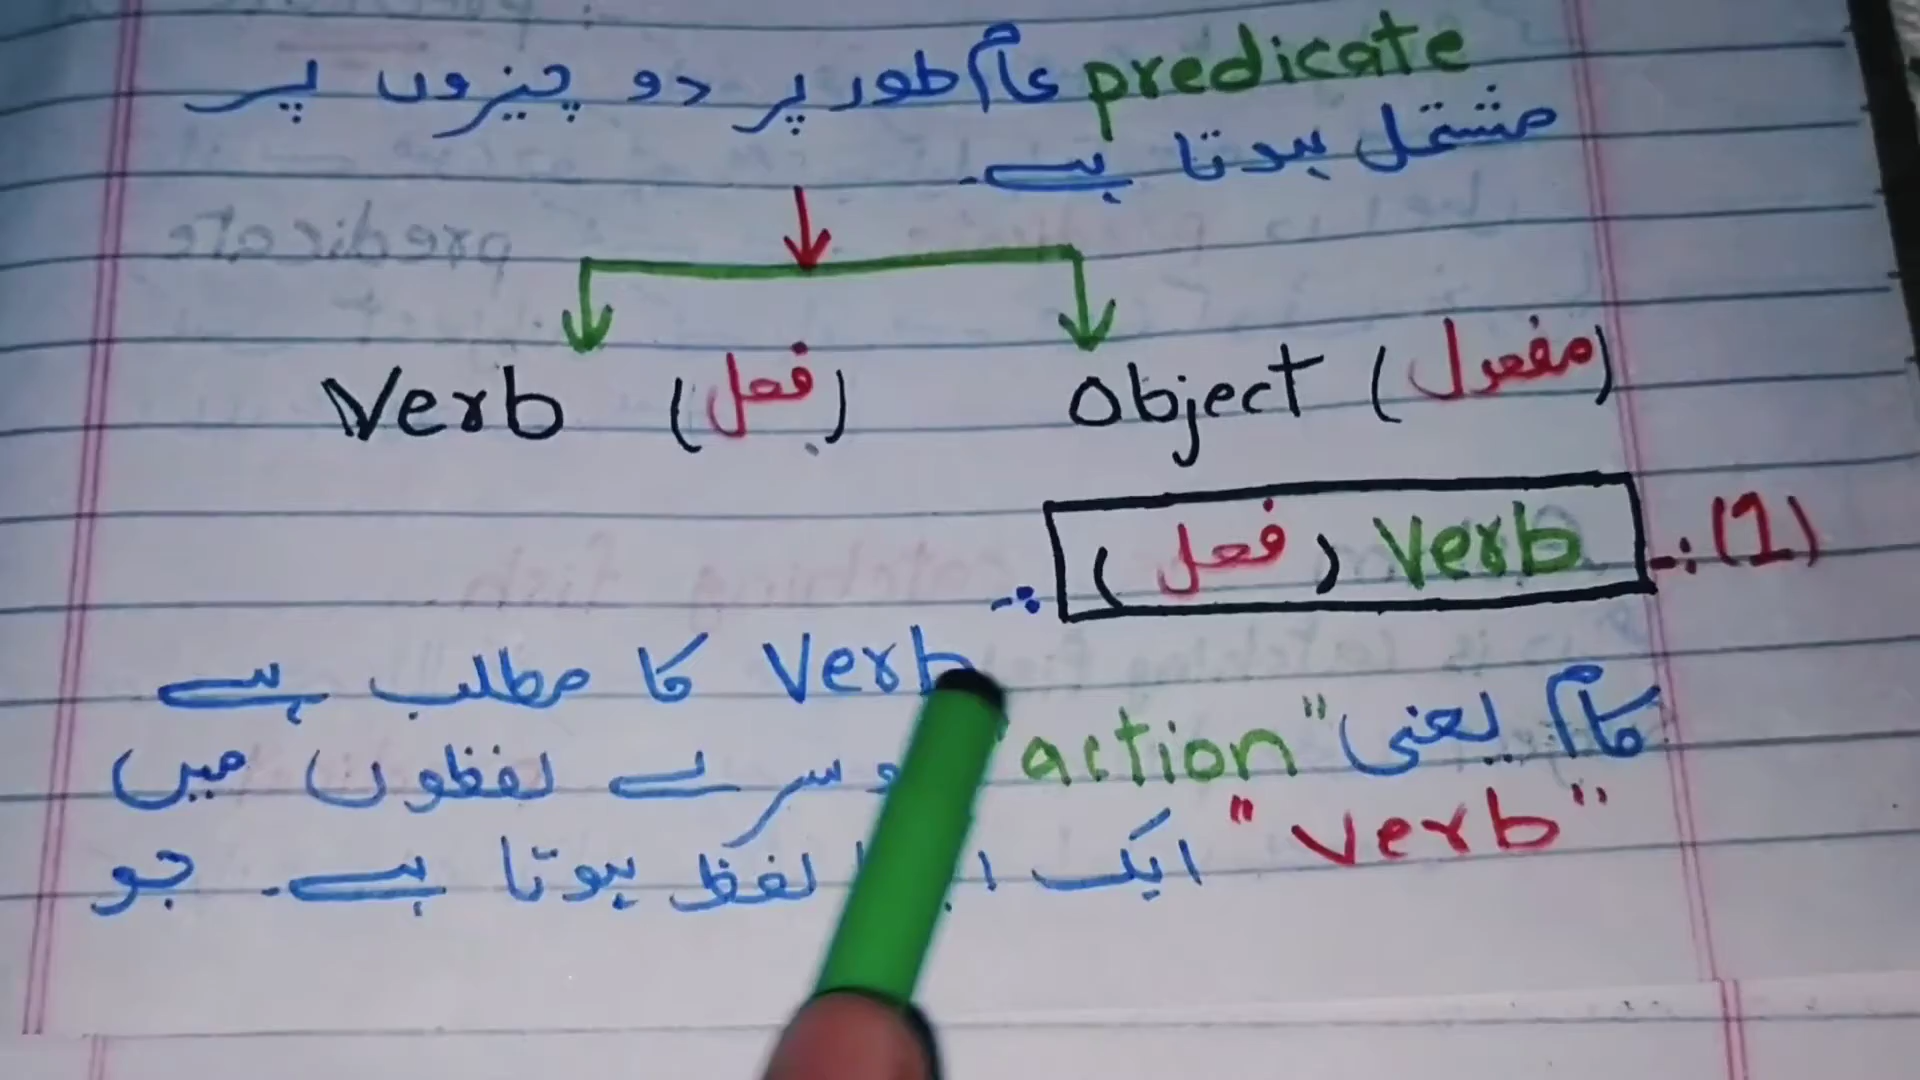 predicate عام طور پر دو چیزوں پر
مشتمل ہوتا ہے۔
Verb (فعل) Object (مفعول)
(1):- Verb (فعل) :-
Verb کا مطلب ہے
کام یعنی "action سرے لفظوں میں
"Verb" ایک لفظ ہوتا ہے۔ جو